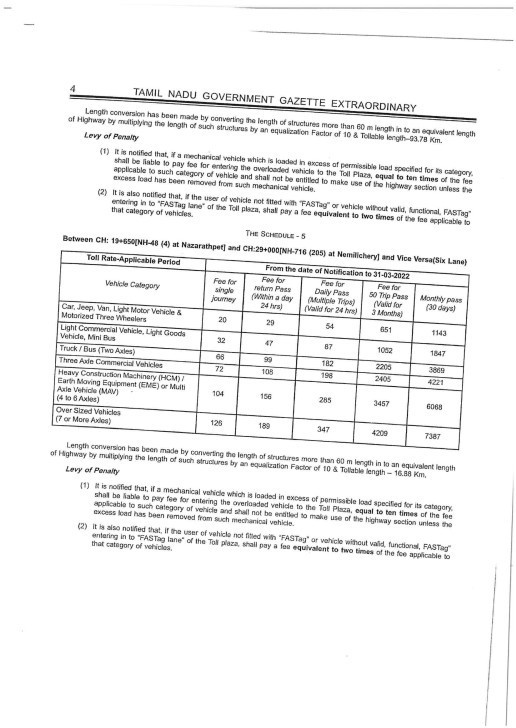 4
TAMIL NADU GOVERNMENT GAZETTE EXTRAORDINARY
Length conversion has been made by converting the length of structures more than 60 m length in to an equivalent length
of Highway by multiplying the length of such structures by an equalization Factor of 10 & Tollable length–93.78 Km.
Levy of Penalty
(1) It is notified that, if a mechanical vehicle which is loaded in excess of permissible load specified for its category,
shall be liable to pay fee for entering the overloaded vehicle to the Toll Plaza, equal to ten times of the fee
applicable to such category of vehicle and shall not be entitled to make use of the highway section unless the
excess load has been removed from such mechanical vehicle.
(2) It is also notified that, if the user of vehicle not fitted with "FASTag" or vehicle without valid, functional, FASTag"
entering in to "FASTag lane" of the Toll plaza, shall pay a fee equivalent to two times of the fee applicable to
that category of vehicles.
THE SCHEDULE - 5
Between CH: 19+650[NH-48 (4) at Nazarathpet] and CH:29+000[NH-716 (205) at Nemilichery] and Vice Versa(Six Lane)
Toll Rate-Applicable Period
From the date of Notification to 31-03-2022
Vehicle Category
Fee for single journey
Fee for return Pass (Within a day 24 hrs)
Fee for Daily Pass (Multiple Trips) (Valid for 24 hrs)
Fee for 50 Trip Pass (Valid for 3 Months)
Monthly pass (30 days)
Car, Jeep, Van, Light Motor Vehicle &
Motorized Three Wheelers
20 29 54 651 1143
Light Commercial Vehicle, Light Goods
Vehicle, Mini Bus
32 47 87 1052 1847
Truck / Bus (Two Axles) 66 99 182 2205 3869
Three Axle Commercial Vehicles 72 108 198 2405 4221
Heavy Construction Machinery (HCM) /
Earth Moving Equipment (EME) or Multi
Axle Vehicle (MAV)
(4 to 6 Axles)
104 156 285 3457 6068
Over Sized Vehicles
(7 or More Axles)
126 189 347 4209 7387
Length conversion has been made by converting the length of structures more than 60 m length in to an equivalent length
of Highway by multiplying the length of such structures by an equalization Factor of 10 & Tollable length – 16.88 Km.
Levy of Penalty
(1) It is notified that, if a mechanical vehicle which is loaded in excess of permissible load specified for its category,
shall be liable to pay fee for entering the overloaded vehicle to the Toll Plaza, equal to ten times of the fee
applicable to such category of vehicle and shall not be entitled to make use of the highway section unless the
excess load has been removed from such mechanical vehicle.
(2) It is also notified that, if the user of vehicle not fitted with "FASTag" or vehicle without valid, functional, FASTag"
entering in to "FASTag lane" of the Toll plaza, shall pay a fee equivalent to two times of the fee applicable to
that category of vehicles.